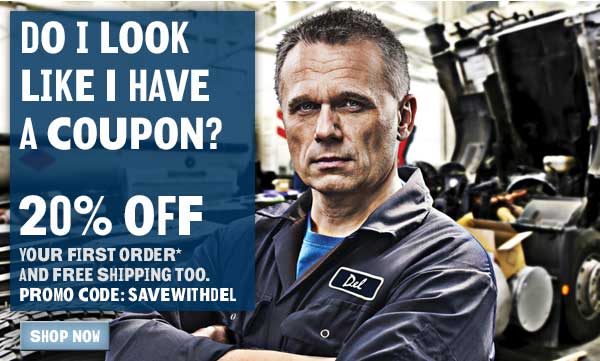 DO I LOOK
LIKE I HAVE
A COUPON?
20% OFF
YOUR FIRST ORDER*
AND FREE SHIPPING TOO.
PROMO CODE: SAVEWITHDEL
SHOP NOW
Del